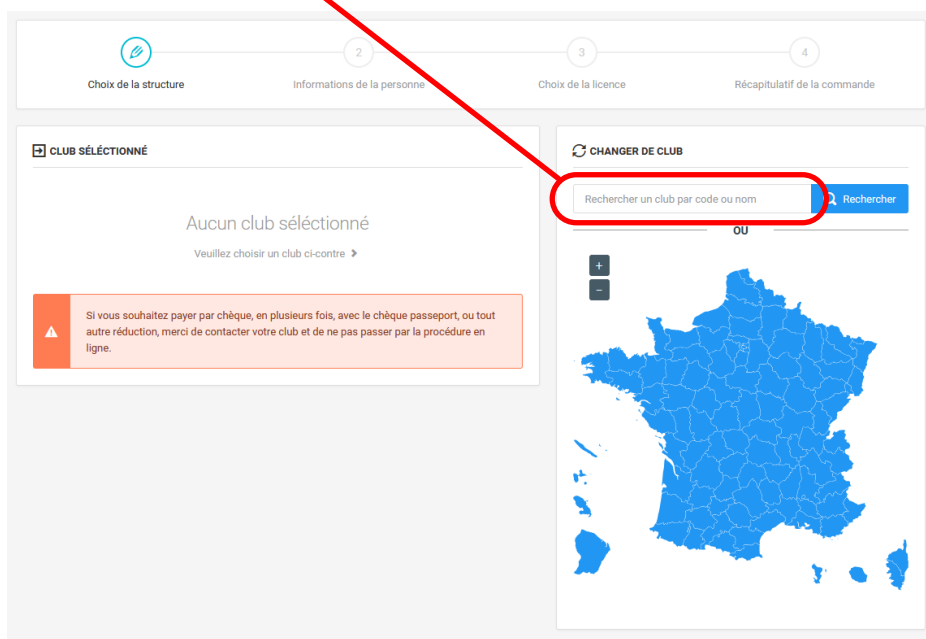 2
3
4
Choix de la structure
Informations de la personne
Choix de la licence
Récapitulatif de la commande
CLUB SÉLÉCTIONNÉ
Aucun club séléctionné
Veuillez choisir un club ci-contre
Si vous souhaitez payer par chèque, en plusieurs fois, avec le chèque passeport, ou tout
autre réduction, merci de contacter votre club et de ne pas passer par la procédure en
ligne.
CHANGER DE CLUB
Rechercher un club par code ou nom
Rechercher
OU
+
−